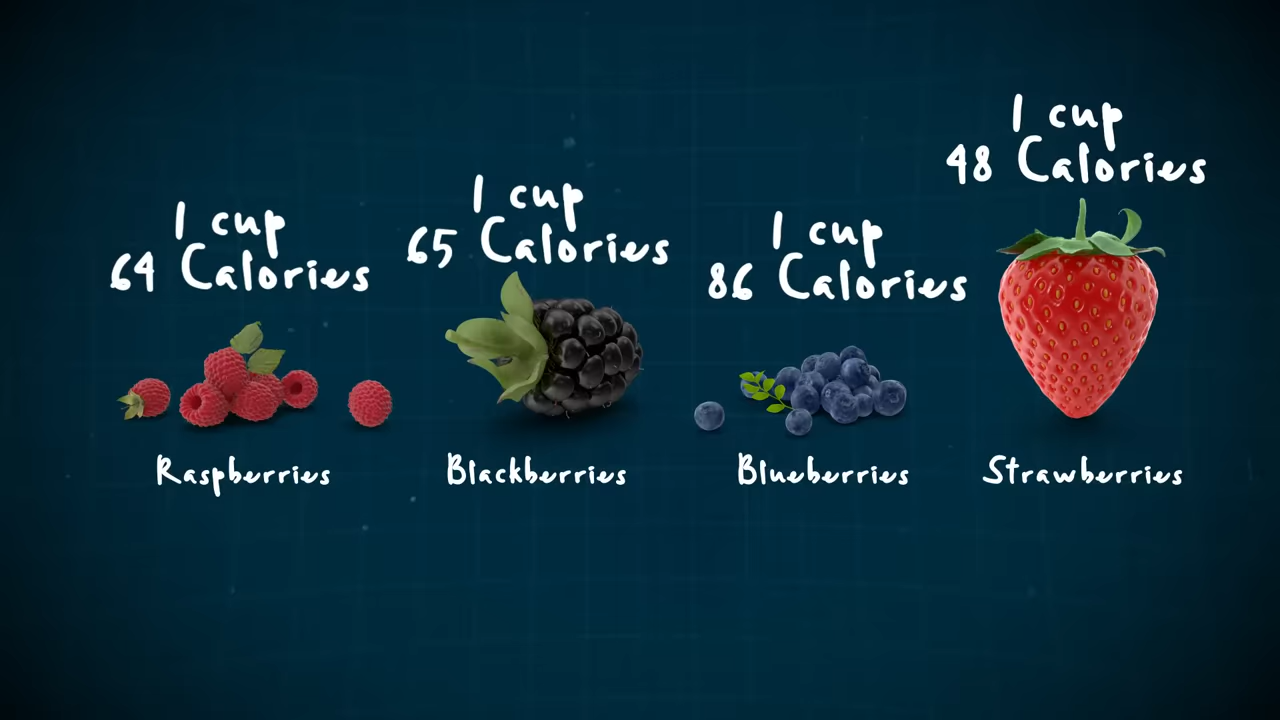 1 cup
64 Calories
Raspberries
1 cup
65 Calories
Blackberries
1 cup
86 Calories
Blueberries
1 cup
48 Calories
Strawberries